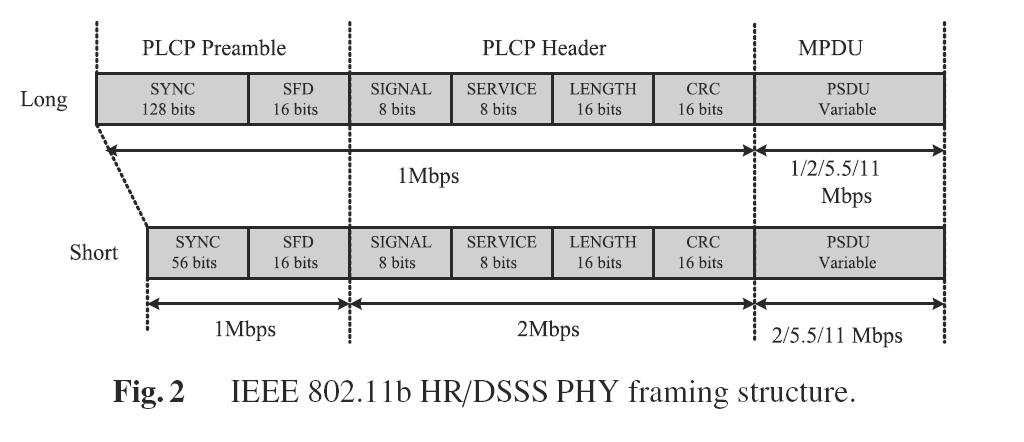 PLCP Preamble PLCP Header MPDU
Long
SYNC SFD SIGNAL SERVICE LENGTH CRC PSDU
128 bits 16 bits 8 bits 8 bits 16 bits 16 bits Variable
1Mbps
1/2/5.5/11
Mbps
Short
SYNC SFD SIGNAL SERVICE LENGTH CRC PSDU
56 bits 16 bits 8 bits 8 bits 16 bits 16 bits Variable
1Mbps 2Mbps 2/5.5/11 Mbps
Fig. 2 IEEE 802.11b HR/DSSS PHY framing structure.